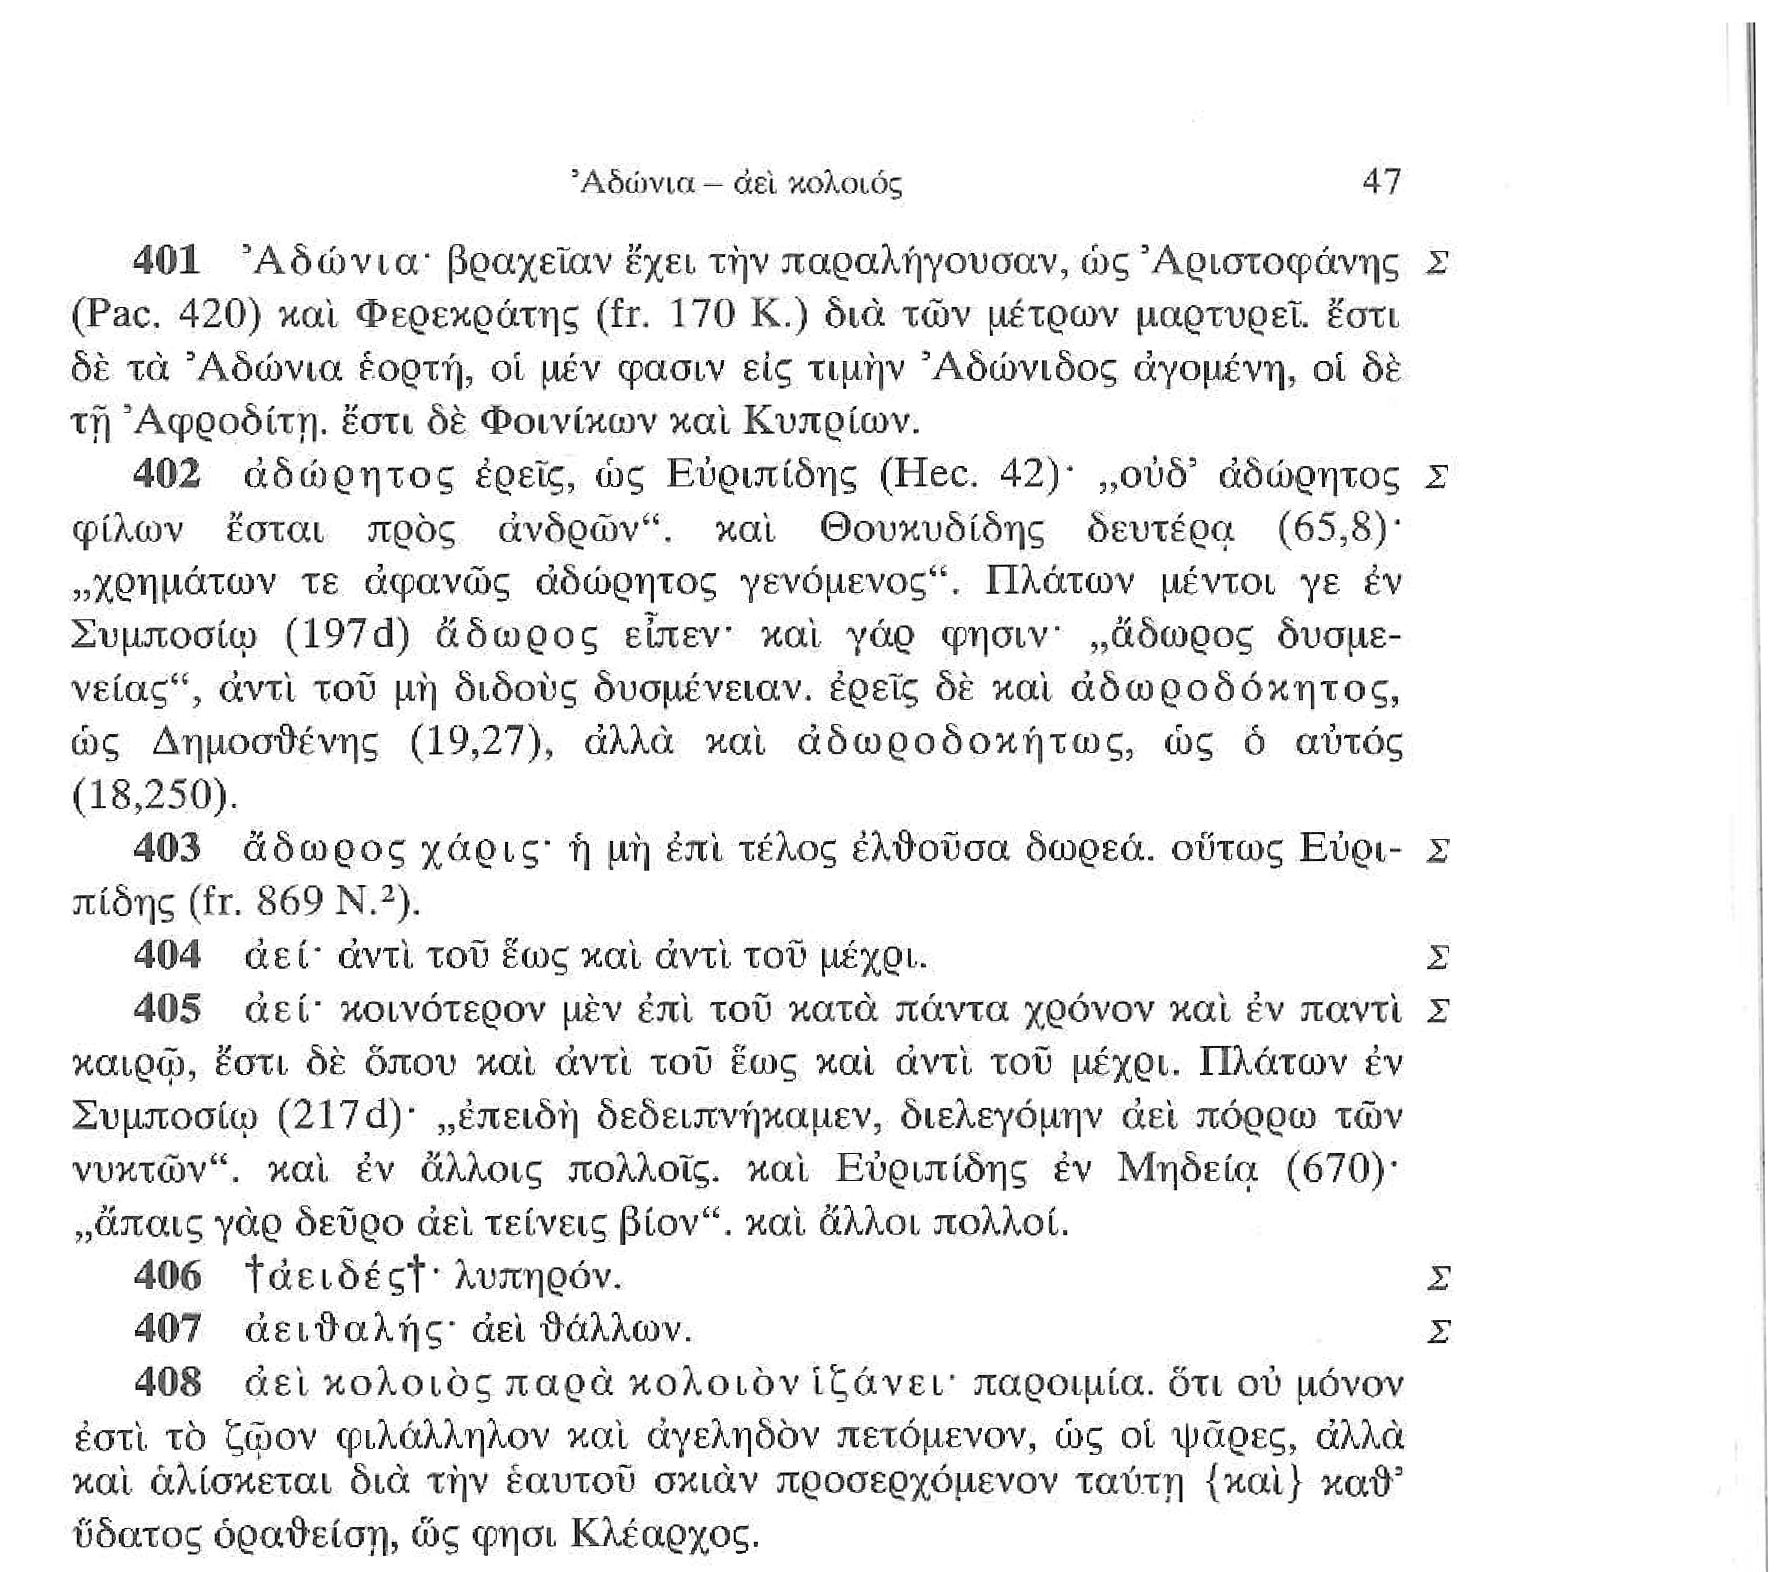 Ἀδώνια – ἀεὶ κολοιός 47
401 Ἀδώνια· βραχεῖαν ἔχει τὴν παραλήγουσαν, ὡς Ἀριστοφάνης Σ
(Pac. 420) καὶ Φερεκράτης (fr. 170 K.) διὰ τῶν μέτρων μαρτυρεῖ. ἔστι
δὲ τὰ Ἀδώνια ἑορτή, οἱ μέν φασιν εἰς τιμὴν Ἀδώνιδος ἀγομένη, οἱ δὲ
τῇ Ἀφροδίτῃ. ἔστι δὲ Φοινίκων καὶ Κυπρίων.
402 ἀδώρητος ἐρεῖς, ὡς Εὐριπίδης (Hec. 42)· „οὐδ’ ἀδώρητος Σ
φίλων ἔσται πρὸς ἀνδρῶν“. καὶ Θουκυδίδης δευτέρᾳ (65,8)·
„χρημάτων τε ἀφανῶς ἀδώρητος γενόμενος“. Πλάτων μέντοι γε ἐν
Συμποσίῳ (197d) ἄδωρος εἶπεν· καὶ γάρ φησιν· „ἄδωρος δυσμε-
νείας“, ἀντὶ τοῦ μὴ διδοὺς δυσμένειαν. ἐρεῖς δὲ καὶ ἀδωροδόκητος,
ὡς Δημοσθένης (19,27), ἀλλὰ καὶ ἀδωροδοκήτως, ὡς ὁ αὐτός
(18,250).
403 ἄδωρος χάρις· ἡ μὴ ἐπὶ τέλος ἐλθοῦσα δωρεά. οὕτως Εὐρι- Σ
πίδης (fr. 869 N.²).
404 ἀεί· ἀντὶ τοῦ ἕως καὶ ἀντὶ τοῦ μέχρι. Σ
405 ἀεί· κοινότερον μὲν ἐπὶ τοῦ κατὰ πάντα χρόνον καὶ ἐν παντὶ Σ
καιρῷ, ἔστι δὲ ὅπου καὶ ἀντὶ τοῦ ἕως καὶ ἀντὶ τοῦ μέχρι. Πλάτων ἐν
Συμποσίῳ (217d)· „ἐπειδὴ δεδειπνήκαμεν, διελεγόμην ἀεὶ πόρρω τῶν
νυκτῶν“. καὶ ἐν ἄλλοις πολλοῖς. καὶ Εὐριπίδης ἐν Μηδείᾳ (670)·
„ἄπαις γὰρ δεῦρο ἀεὶ τείνεις βίον“. καὶ ἄλλοι πολλοί.
406 †ἀειδές†· λυπηρόν. Σ
407 ἀειθαλής· ἀεὶ θάλλων. Σ
408 ἀεὶ κολοιὸς παρὰ κολοιὸν ἱζάνει· παροιμία. ὅτι οὐ μόνον
ἐστὶ τὸ ζῷον φιλάλληλον καὶ ἀγεληδὸν πετόμενον, ὡς οἱ ψᾶρες, ἀλλὰ
καὶ ἁλίσκεται διὰ τὴν ἑαυτοῦ σκιὰν προσερχόμενον ταύτῃ {καὶ} καθ’
ὕδατος ὁραθείσῃ, ὥς φησι Κλέαρχος.